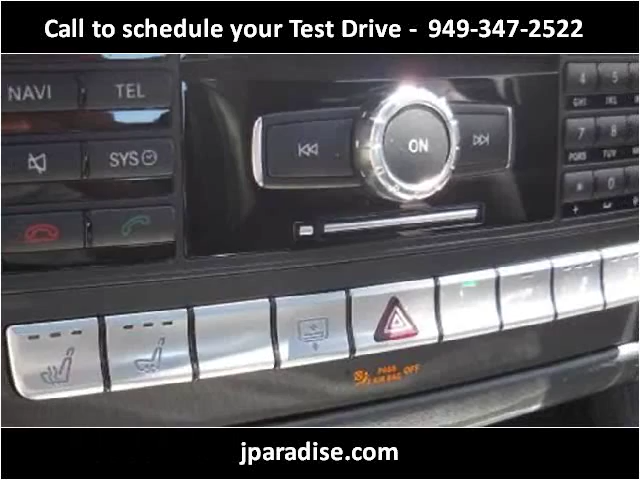 Call to schedule your Test Drive - 949-347-2522
NAVI TEL
SYS
ON
4 5
GHI JKL
7 8
PQRS TUV
* 0
+
PASS
AIR BAG OFF
jparadise.com